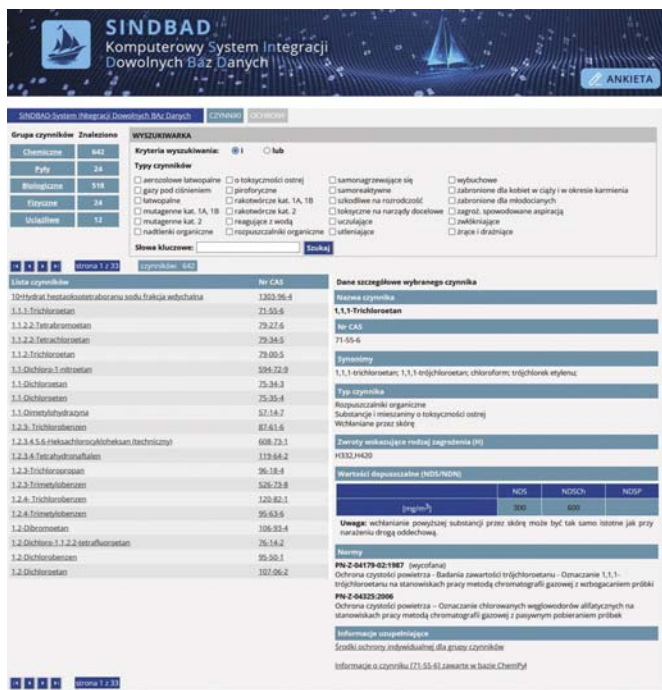 SINDBAD
Komputerowy System Integracji
Dowolnych Baz Danych
ANKIETA
SINDBAD-System INtegracji Dowolnych BAz Danych
CZYNNIKI
OCHRONY
Grupa czynników Znaleziono
Chemiczne 642
Pyły 24
Biologiczne 518
Fizyczne 24
Uciążliwe 12
WYSZUKIWARKA
Kryteria wyszukiwania: i lub
Typy czynników
aerozolowe łatwopalne o toksyczności ostrej samonagrzewające się wybuchowe
gazy pod ciśnieniem piroforyczne samoreaktywne zabronione dla kobiet w ciąży i w okresie karmienia
łatwopalne rakotwórcze kat. 1A, 1B szkodliwe na rozrodczość zabronione dla młodocianych
mutagenne kat. 1A, 1B rakotwórcze kat. 2 toksyczne na narządy docelowe zagroż. spowodowane aspiracją
mutagenne kat. 2 reagujące z wodą uczulające zwłókniające
nadtlenki organiczne rozpuszczalniki organiczne utleniające żrące i drażniące
Słowa kluczowe: Szukaj
strona 1 z 33
czynników: 642
Lista czynników Nr CAS
10•Hydrat heptaoksotetraboranu sodu frakcja wdychalna 1303-96-4
1,1,1-Trichloroetan 71-55-6
1,1,2,2-Tetrabromoetan 79-27-6
1,1,2,2-Tetrachloroetan 79-34-5
1,1,2-Trichloroetan 79-00-5
1,1-Dichloro-1-nitroetan 594-72-9
1,1-Dichloroetan 75-34-3
1,1-Dichloroeten 75-35-4
1,1-Dimetylohydrazyna 57-14-7
1,2,3- Trichlorobenzen 87-61-6
1,2,3,4,5,6-Heksachlorocykloheksan (techniczny) 608-73-1
1,2,3,4-Tetrahydronaftalen 119-64-2
1,2,3-Trichloropropan 96-18-4
1,2,3-Trimetylobenzen 526-73-8
1,2,4- Trichlorobenzen 120-82-1
1,2,4-Trimetylobenzen 95-63-6
1,2-Dibromoetan 106-93-4
1,2-Dichloro-1,1,2,2-tetrafluoroetan 76-14-2
1,2-Dichlorobenzen 95-50-1
1,2-Dichloroetan 107-06-2
strona 1 z 33
Dane szczegółowe wybranego czynnika
Nazwa czynnika
1,1,1-Trichloroetan
Nr CAS
71-55-6
Synonimy
1,1,1-trichloroetan; 1,1,1-trójchloroetan; chloroform; trójchlorek etylenu;
Typ czynnika
Rozpuszczalniki organiczne
Substancje i mieszaniny o toksyczności ostrej
Wchłaniane przez skórę
Zwroty wskazujące rodzaj zagrożenia (H)
H332,H420
Wartości dopuszczalne (NDS/NDN)
NDS NDSCh NDSP
[mg/m³] 300 600
Uwaga: wchłanianie powyższej substancji przez skórę może być tak samo istotne jak przy
narażeniu drogą oddechową.
Normy
PN-Z-04179-02:1987 (wycofana)
Ochrona czystości powietrza - Badania zawartości trójchloroetanu - Oznaczanie 1,1,1-
trójchloroetanu na stanowiskach pracy metodą chromatografii gazowej z wzbogacaniem próbki
PN-Z-04325:2006
Ochrona czystości powietrza – Oznaczanie chlorowanych węglowodorów alifatycznych na
stanowiskach pracy metodą chromatografii gazowej z pasywnym pobieraniem próbek
Informacje uzupełniające
Środki ochrony indywidualnej dla grupy czynników
Informacje o czynniku (71-55-6) zawarte w bazie ChemPył